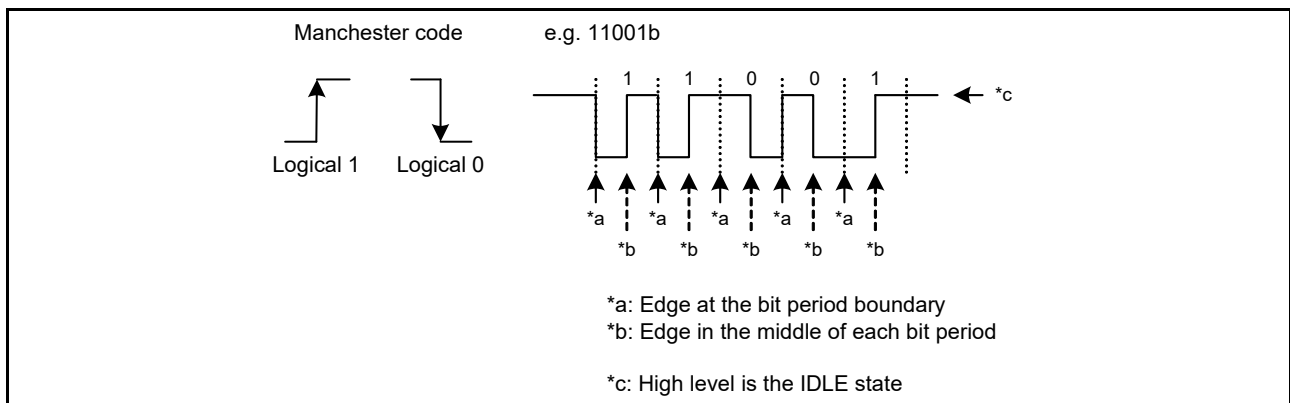 Manchester code e.g. 11001b
1 1 0 0 1
*c
Logical 1 Logical 0
*a *a *a *a *a
*b *b *b *b *b
*a: Edge at the bit period boundary
*b: Edge in the middle of each bit period
*c: High level is the IDLE state